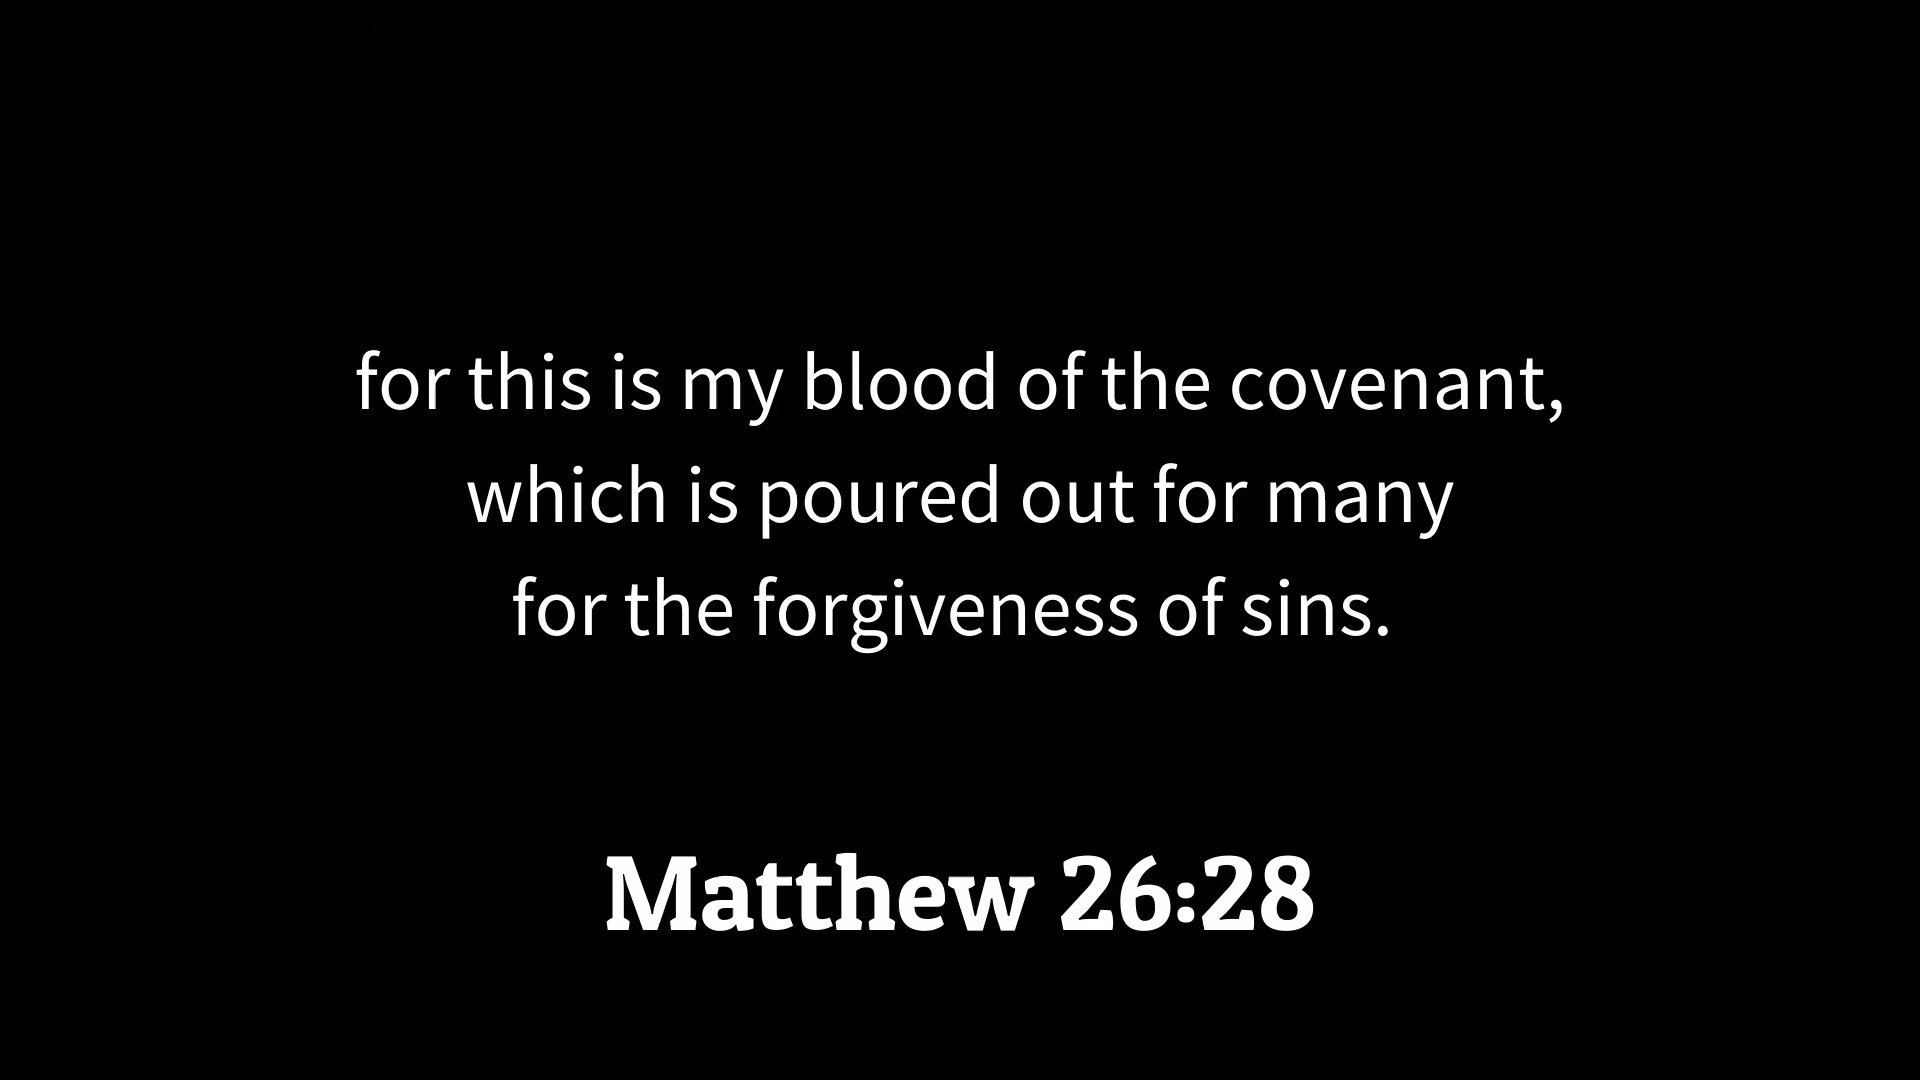 for this is my blood of the covenant,
which is poured out for many
for the forgiveness of sins.
Matthew 26:28